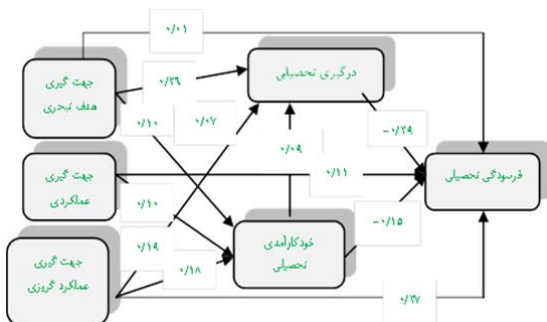 ۰/۰۱
جهت گیری
هدف تبحری
۰/۳۹
درگیری تحصیلی
۰/۱۰
۰/۰۷
-۰/۳۹
جهت گیری
عملکردی
۰/۰۹
۰/۱۱
فرسودگی تحصیلی
۰/۱۰
خودکارآمدی
تحصیلی
-۰/۱۵
جهت گیری
عملکرد گریزی
۰/۱۹
۰/۱۸
۰/۲۷